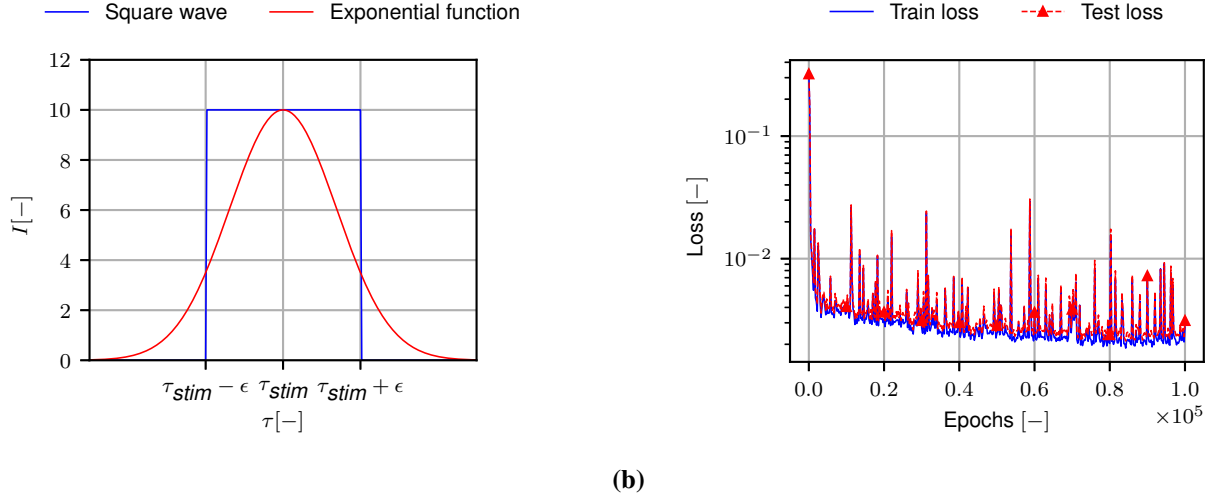 Square wave Exponential function
12
10
8
6
4
2
0
I[−]
τstim − ϵ τstim τstim + ϵ
τ[−]
Train loss Test loss
10⁻¹
10⁻²
Loss [−]
0.0 0.2 0.4 0.6 0.8 1.0
×10⁵
Epochs [−]
(b)